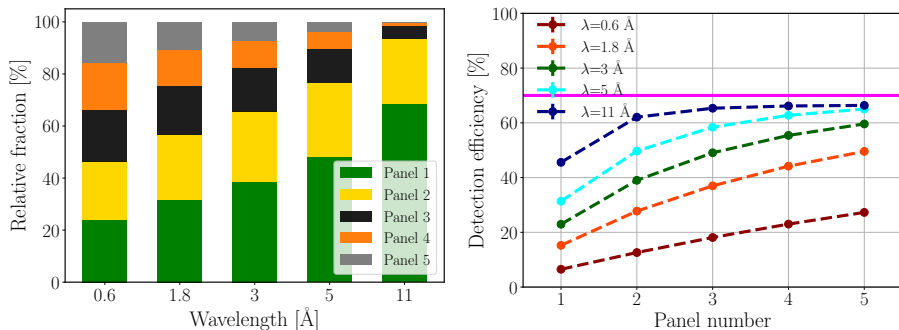 Relative fraction [%]
100
80
60
40
20
0
0.6 1.8 3 5 11
Wavelength [Å]
Panel 1
Panel 2
Panel 3
Panel 4
Panel 5
Detection efficiency [%]
100
80
60
40
20
0
1 2 3 4 5
Panel number
λ=0.6 Å
λ=1.8 Å
λ=3 Å
λ=5 Å
λ=11 Å